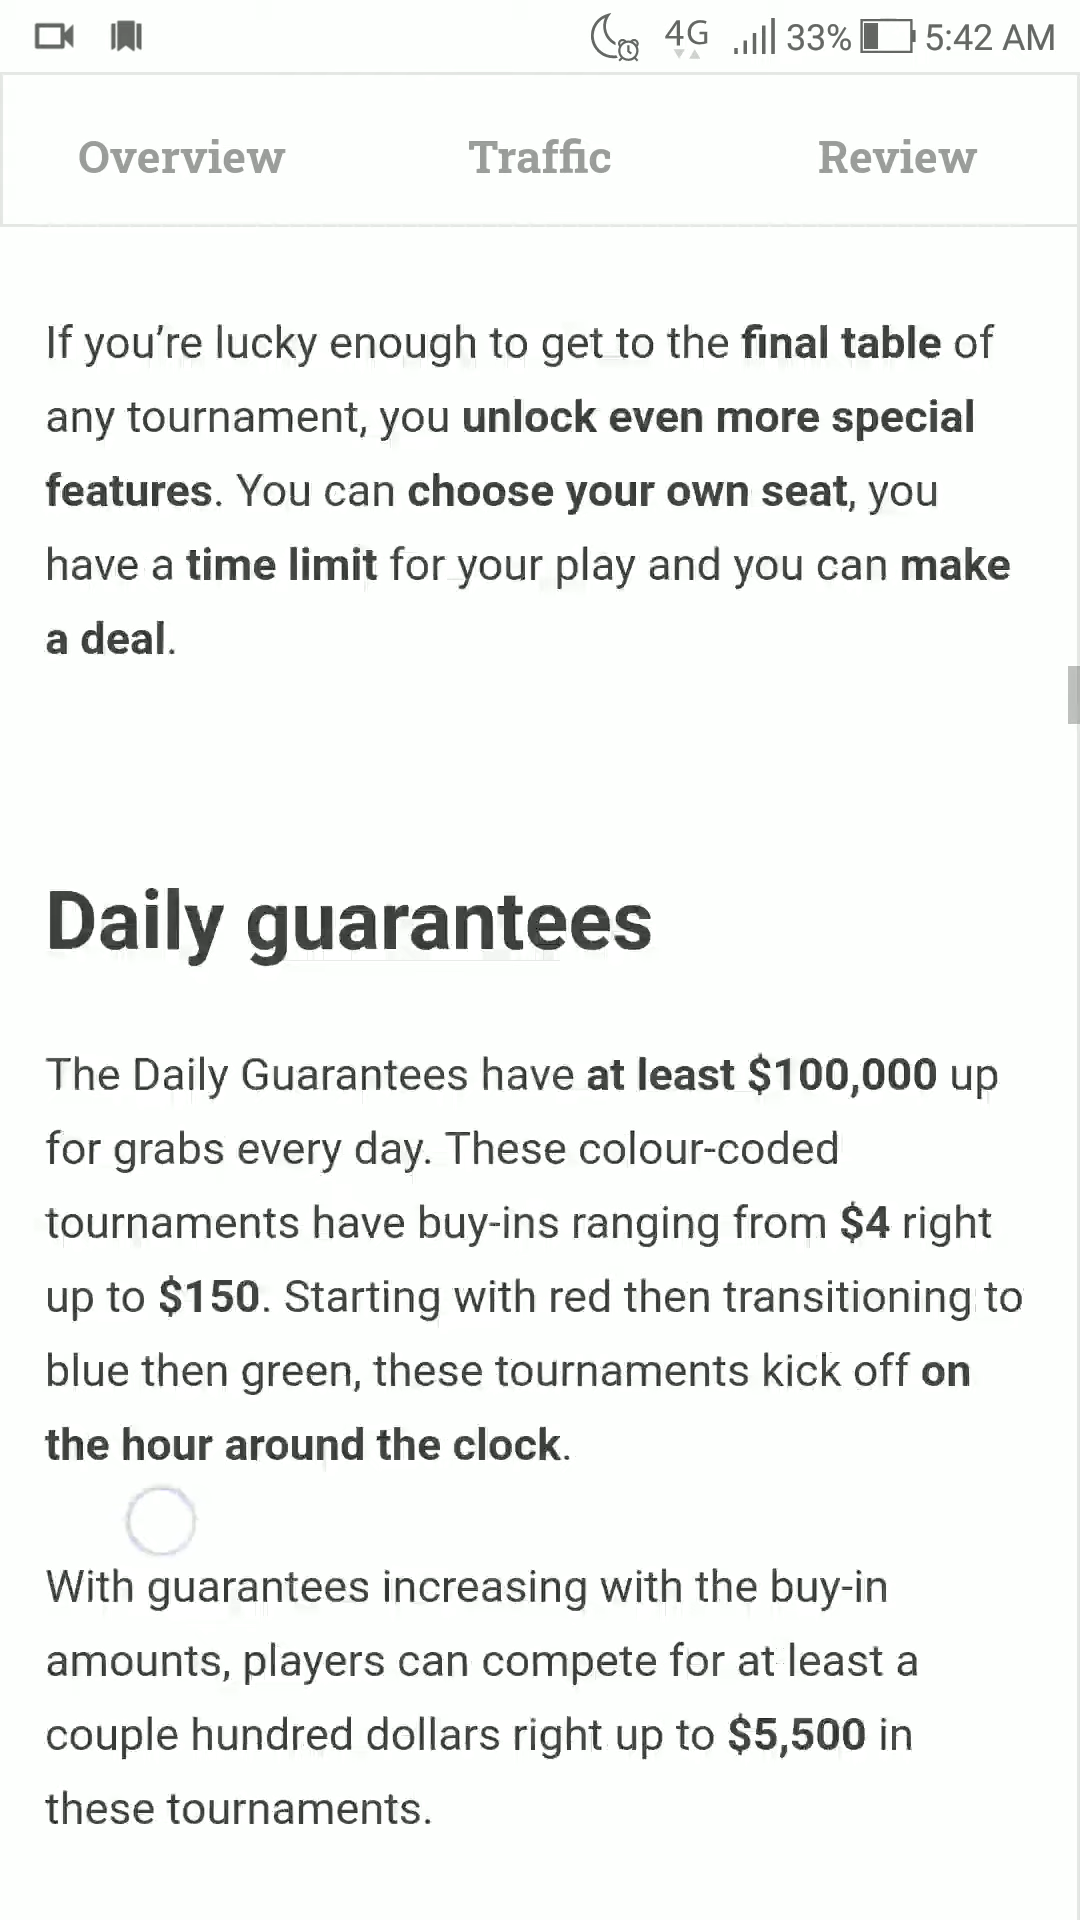 4G 33% 5:42 AM
Overview Traffic Review
If you’re lucky enough to get to the final table of
any tournament, you unlock even more special
features. You can choose your own seat, you
have a time limit for your play and you can make
a deal.
Daily guarantees
The Daily Guarantees have at least $100,000 up
for grabs every day. These colour-coded
tournaments have buy-ins ranging from $4 right
up to $150. Starting with red then transitioning to
blue then green, these tournaments kick off on
the hour around the clock.
With guarantees increasing with the buy-in
amounts, players can compete for at least a
couple hundred dollars right up to $5,500 in
these tournaments.